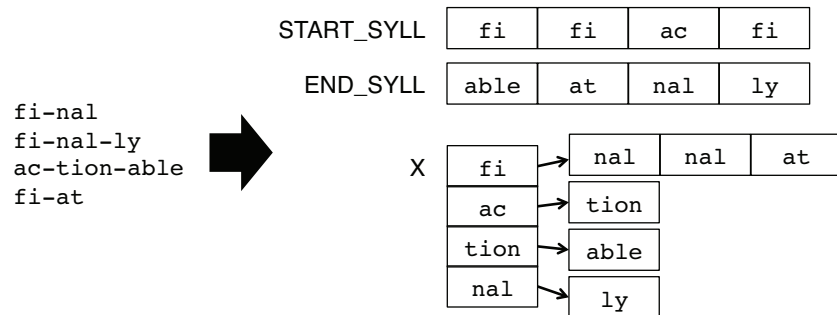 START_SYLL fi fi ac fi
END_SYLL able at nal ly
fi-nal
fi-nal-ly
ac-tion-able
fi-at
X fi nal nal at
ac tion
tion able
nal ly